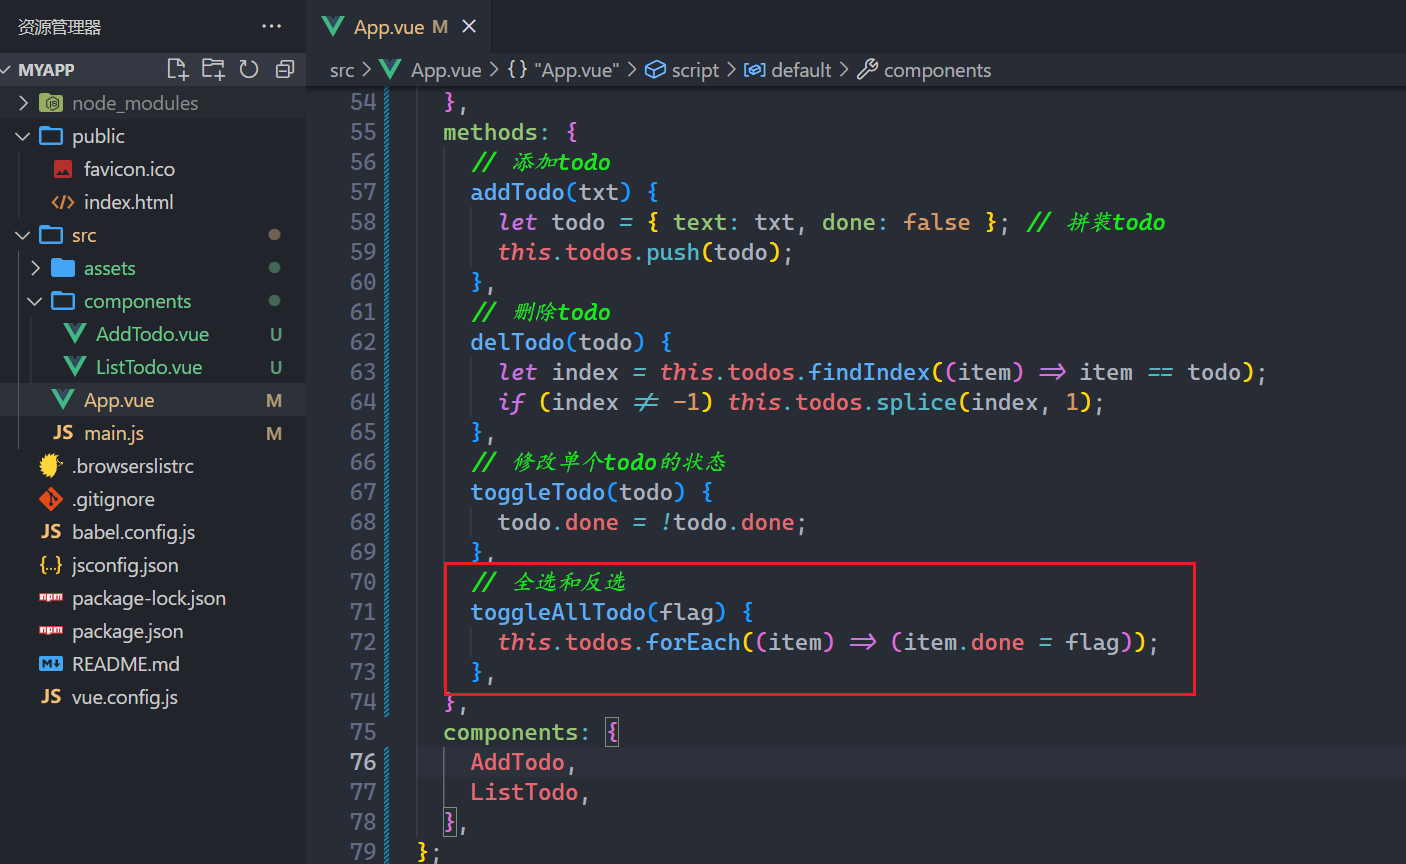 资源管理器 ···
MYAPP
node_modules
public
favicon.ico
</> index.html
src
assets
components
AddTodo.vue U
ListTodo.vue U
App.vue M
JS main.js M
.browserslistrc
.gitignore
JS babel.config.js
{..} jsconfig.json
npm package-lock.json
npm package.json
M↓ README.md
JS vue.config.js
App.vue M ×
src > App.vue > {} "App.vue" > script > default > components
54 },
55 methods: {
56 // 添加todo
57 addTodo(txt) {
58 let todo = { text: txt, done: false }; // 拼装todo
59 this.todos.push(todo);
60 },
61 // 删除todo
62 delTodo(todo) {
63 let index = this.todos.findIndex((item) => item == todo);
64 if (index != -1) this.todos.splice(index, 1);
65 },
66 // 修改单个todo的状态
67 toggleTodo(todo) {
68 todo.done = !todo.done;
69 },
70 // 全选和反选
71 toggleAllTodo(flag) {
72 this.todos.forEach((item) => (item.done = flag));
73 },
74 },
75 components: {
76 AddTodo,
77 ListTodo,
78 },
79 };